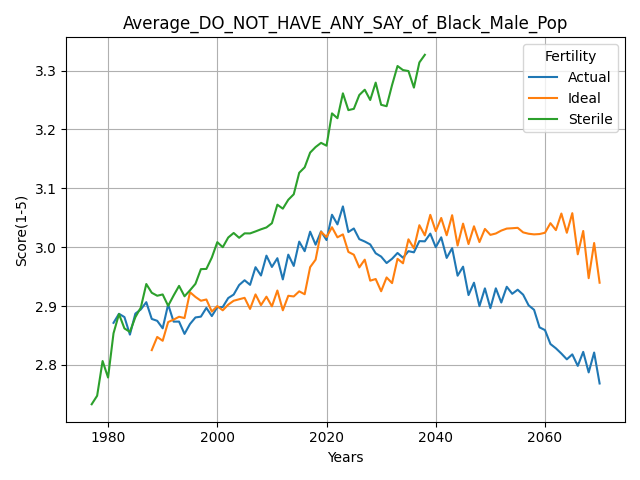 Average_DO_NOT_HAVE_ANY_SAY_of_Black_Male_Pop
Fertility
Actual
Ideal
Sterile
3.3
3.2
3.1
3.0
2.9
2.8
Score(1-5)
1980 2000 2020 2040 2060
Years